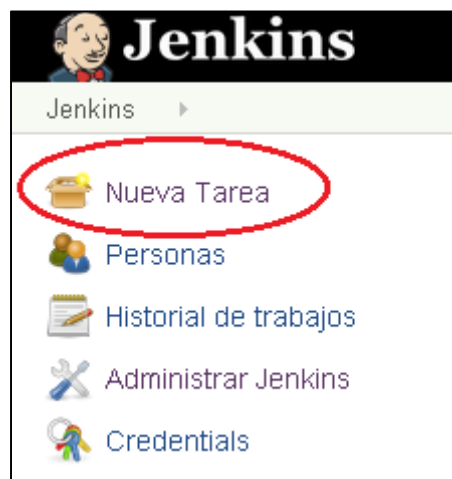 Jenkins
Jenkins
Nueva Tarea
Personas
Historial de trabajos
Administrar Jenkins
Credentials